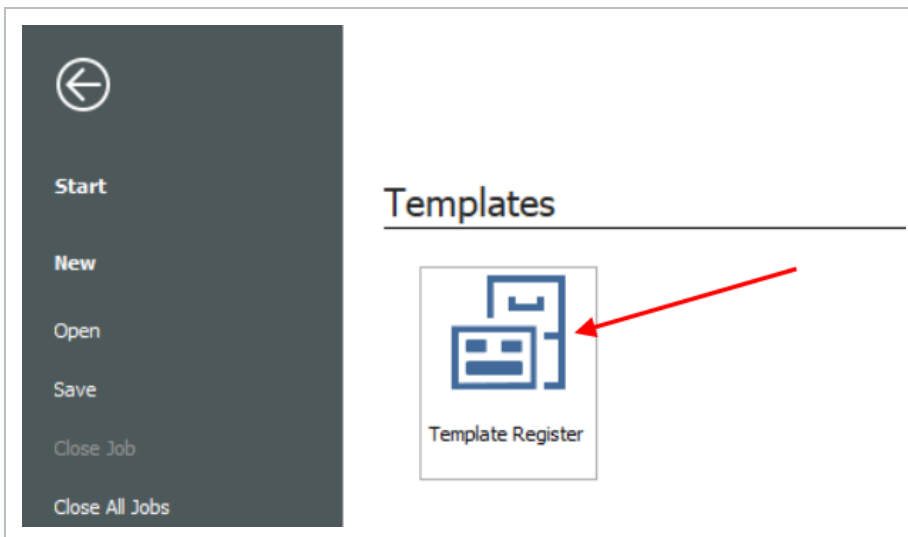 Start
New
Open
Save
Close Job
Close All Jobs
Templates
Template Register